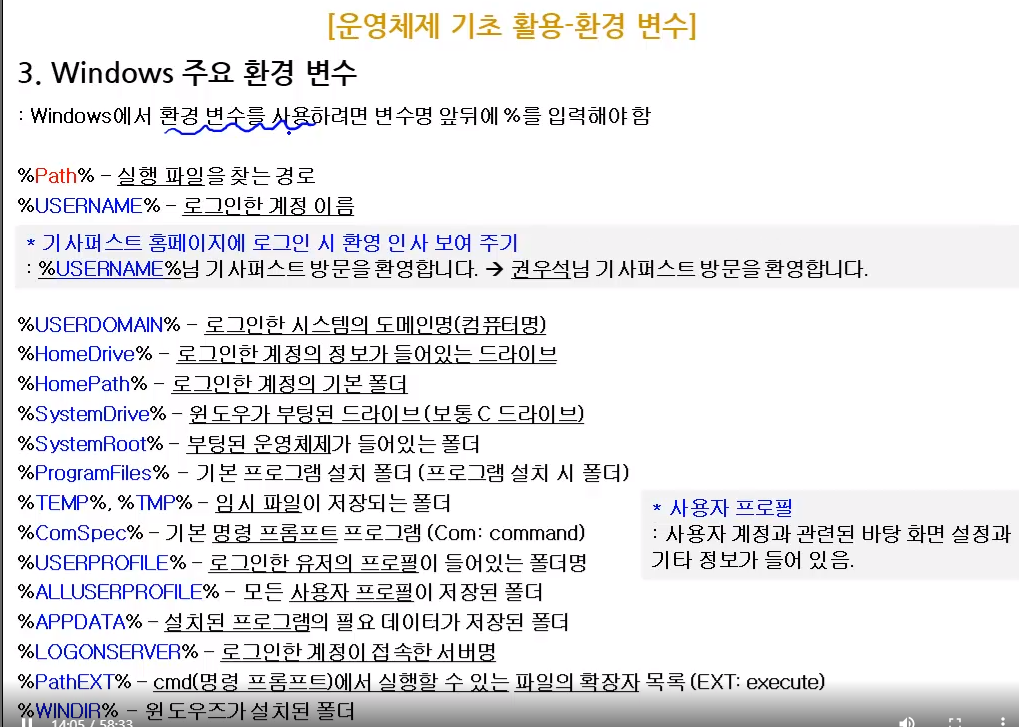 [운영체제 기초 활용-환경 변수]
3. Windows 주요 환경 변수
: Windows에서 환경 변수를 사용하려면 변수명 앞뒤에 %를 입력해야 함
%Path% – 실행 파일을 찾는 경로
%USERNAME% – 로그인한 계정 이름
* 기사퍼스트 홈페이지에 로그인 시 환영 인사 보여 주기
: %USERNAME%님 기사퍼스트 방문을 환영합니다. → 권우석님 기사퍼스트 방문을 환영합니다.
%USERDOMAIN% – 로그인한 시스템의 도메인명(컴퓨터명)
%HomeDrive% – 로그인한 계정의 정보가 들어있는 드라이브
%HomePath% – 로그인한 계정의 기본 폴더
%SystemDrive% – 윈도우가 부팅된 드라이브(보통 C 드라이브)
%SystemRoot% – 부팅된 운영체제가 들어있는 폴더
%ProgramFiles% – 기본 프로그램 설치 폴더 (프로그램 설치 시 폴더)
%TEMP%, %TMP% – 임시 파일이 저장되는 폴더
%ComSpec% – 기본 명령 프롬프트 프로그램 (Com: command)
%USERPROFILE% – 로그인한 유저의 프로필이 들어있는 폴더명
%ALLUSERPROFILE% – 모든 사용자 프로필이 저장된 폴더
%APPDATA% – 설치된 프로그램의 필요 데이터가 저장된 폴더
%LOGONSERVER% – 로그인한 계정이 접속한 서버명
%PathEXT% – cmd(명령 프롬프트)에서 실행할 수 있는 파일의 확장자 목록 (EXT: execute)
%WINDIR% – 윈도우즈가 설치된 폴더
* 사용자 프로필
: 사용자 계정과 관련된 바탕 화면 설정과
기타 정보가 들어 있음.
14:05 / 58:33